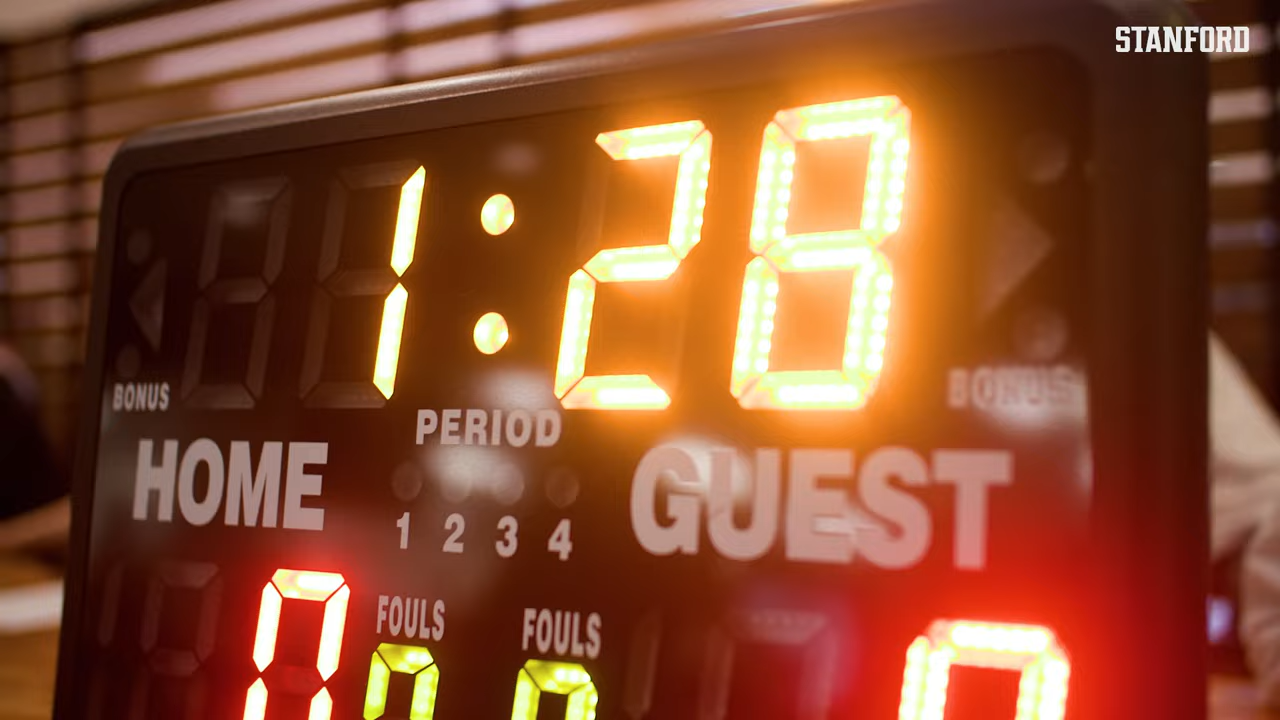 STANFORD
1:28
BONUS
BONUS
PERIOD
HOME
GUEST
1 2 3 4
FOULS
FOULS